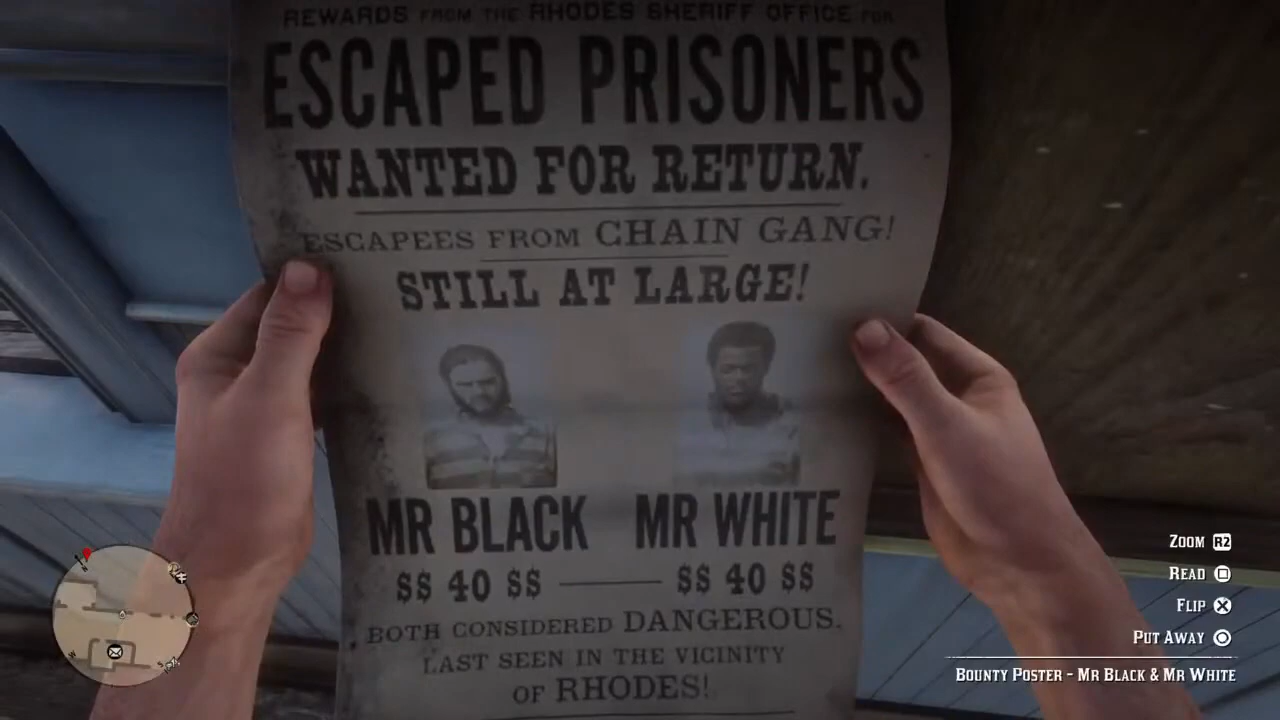 REWARDS FROM THE RHODES SHERIFF OFFICE FOR
ESCAPED PRISONERS
WANTED FOR RETURN.
ESCAPEES FROM CHAIN GANG!
STILL AT LARGE!
MR BLACK MR WHITE
$$ 40 $$ $$ 40 $$
BOTH CONSIDERED DANGEROUS.
LAST SEEN IN THE VICINITY
OF RHODES!
ZOOM R2
READ
FLIP
PUT AWAY
BOUNTY POSTER - MR BLACK & MR WHITE